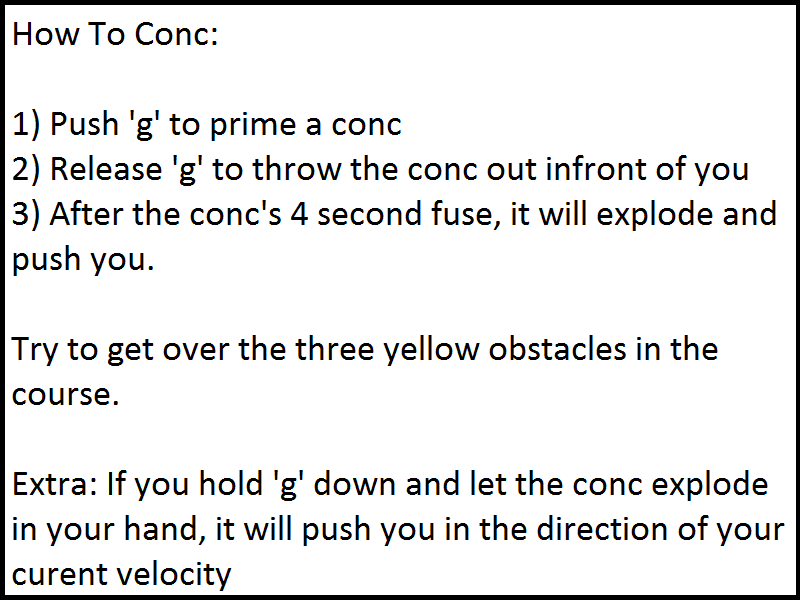 How To Conc:
1) Push 'g' to prime a conc
2) Release 'g' to throw the conc out infront of you
3) After the conc's 4 second fuse, it will explode and
push you.
Try to get over the three yellow obstacles in the
course.
Extra: If you hold 'g' down and let the conc explode
in your hand, it will push you in the direction of your
curent velocity